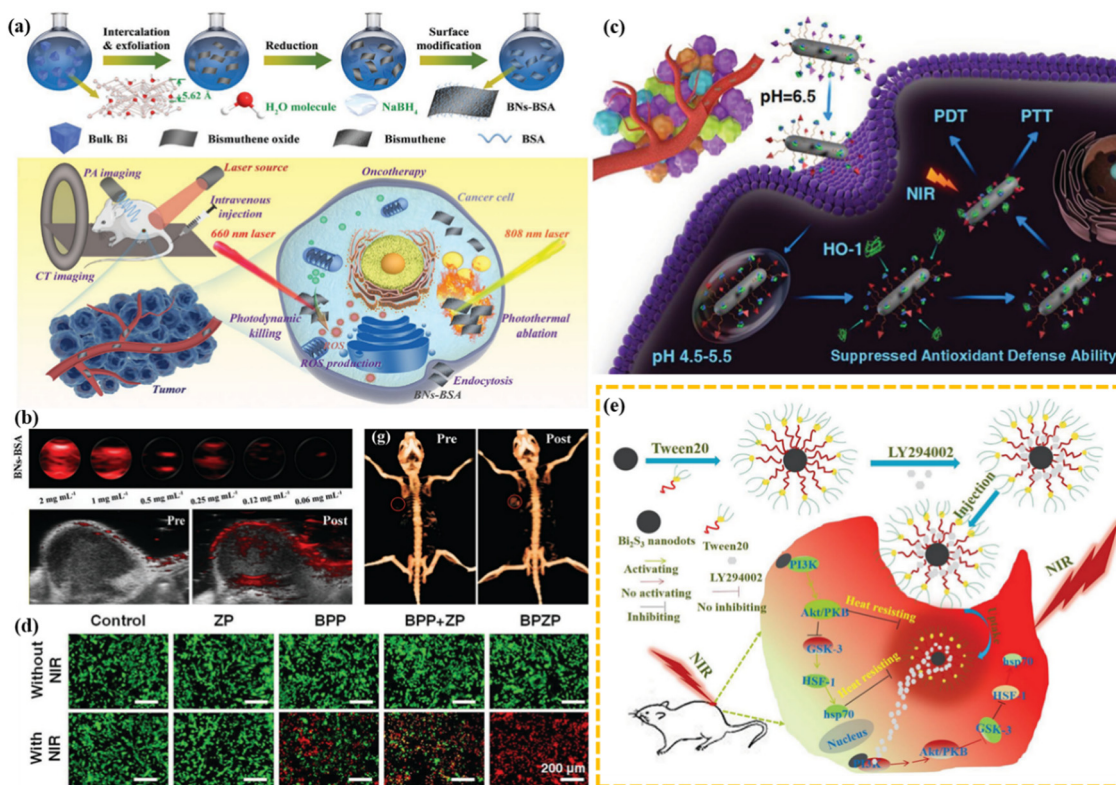 (a)
Intercalation
& exfoliation
Reduction
Surface
modification
5.62 Å
H₂O molecule
NaBH₄
BNs-BSA
Bulk Bi
Bismuthene oxide
Bismuthene
BSA
PA imaging
Laser source
Intravenous
injection
CT imaging
660 nm laser
Oncotherapy
Cancer cell
808 nm laser
Photodynamic
killing
ROS
ROS production
Photothermal
ablation
Endocytosis
BNs-BSA
Tumor
(b)
BNs-BSA
2 mg mL⁻¹
1 mg mL⁻¹
0.5 mg mL⁻¹
0.25 mg mL⁻¹
0.12 mg mL⁻¹
0.06 mg mL⁻¹
Pre
Post
(g)
Pre
Post
(c)
pH=6.5
PDT
PTT
NIR
HO-1
pH 4.5-5.5
Suppressed Antioxidant Defense Ability
(d)
Control
ZP
BPP
BPP+ZP
BPZP
Without
NIR
With
NIR
200 µm
(e)
Tween20
LY294002
Injection
Bi₂S₃ nanodots
Tween20
Activating
LY294002
No activating
No inhibiting
Inhibiting
NIR
NIR
PI3K
Akt/PKB
Heat resisting
GSK-3
HSF-1
Heat resisting
hsp70
Nucleus
PI3K
Akt/PKB
GSK-3
HSF-1
hsp70